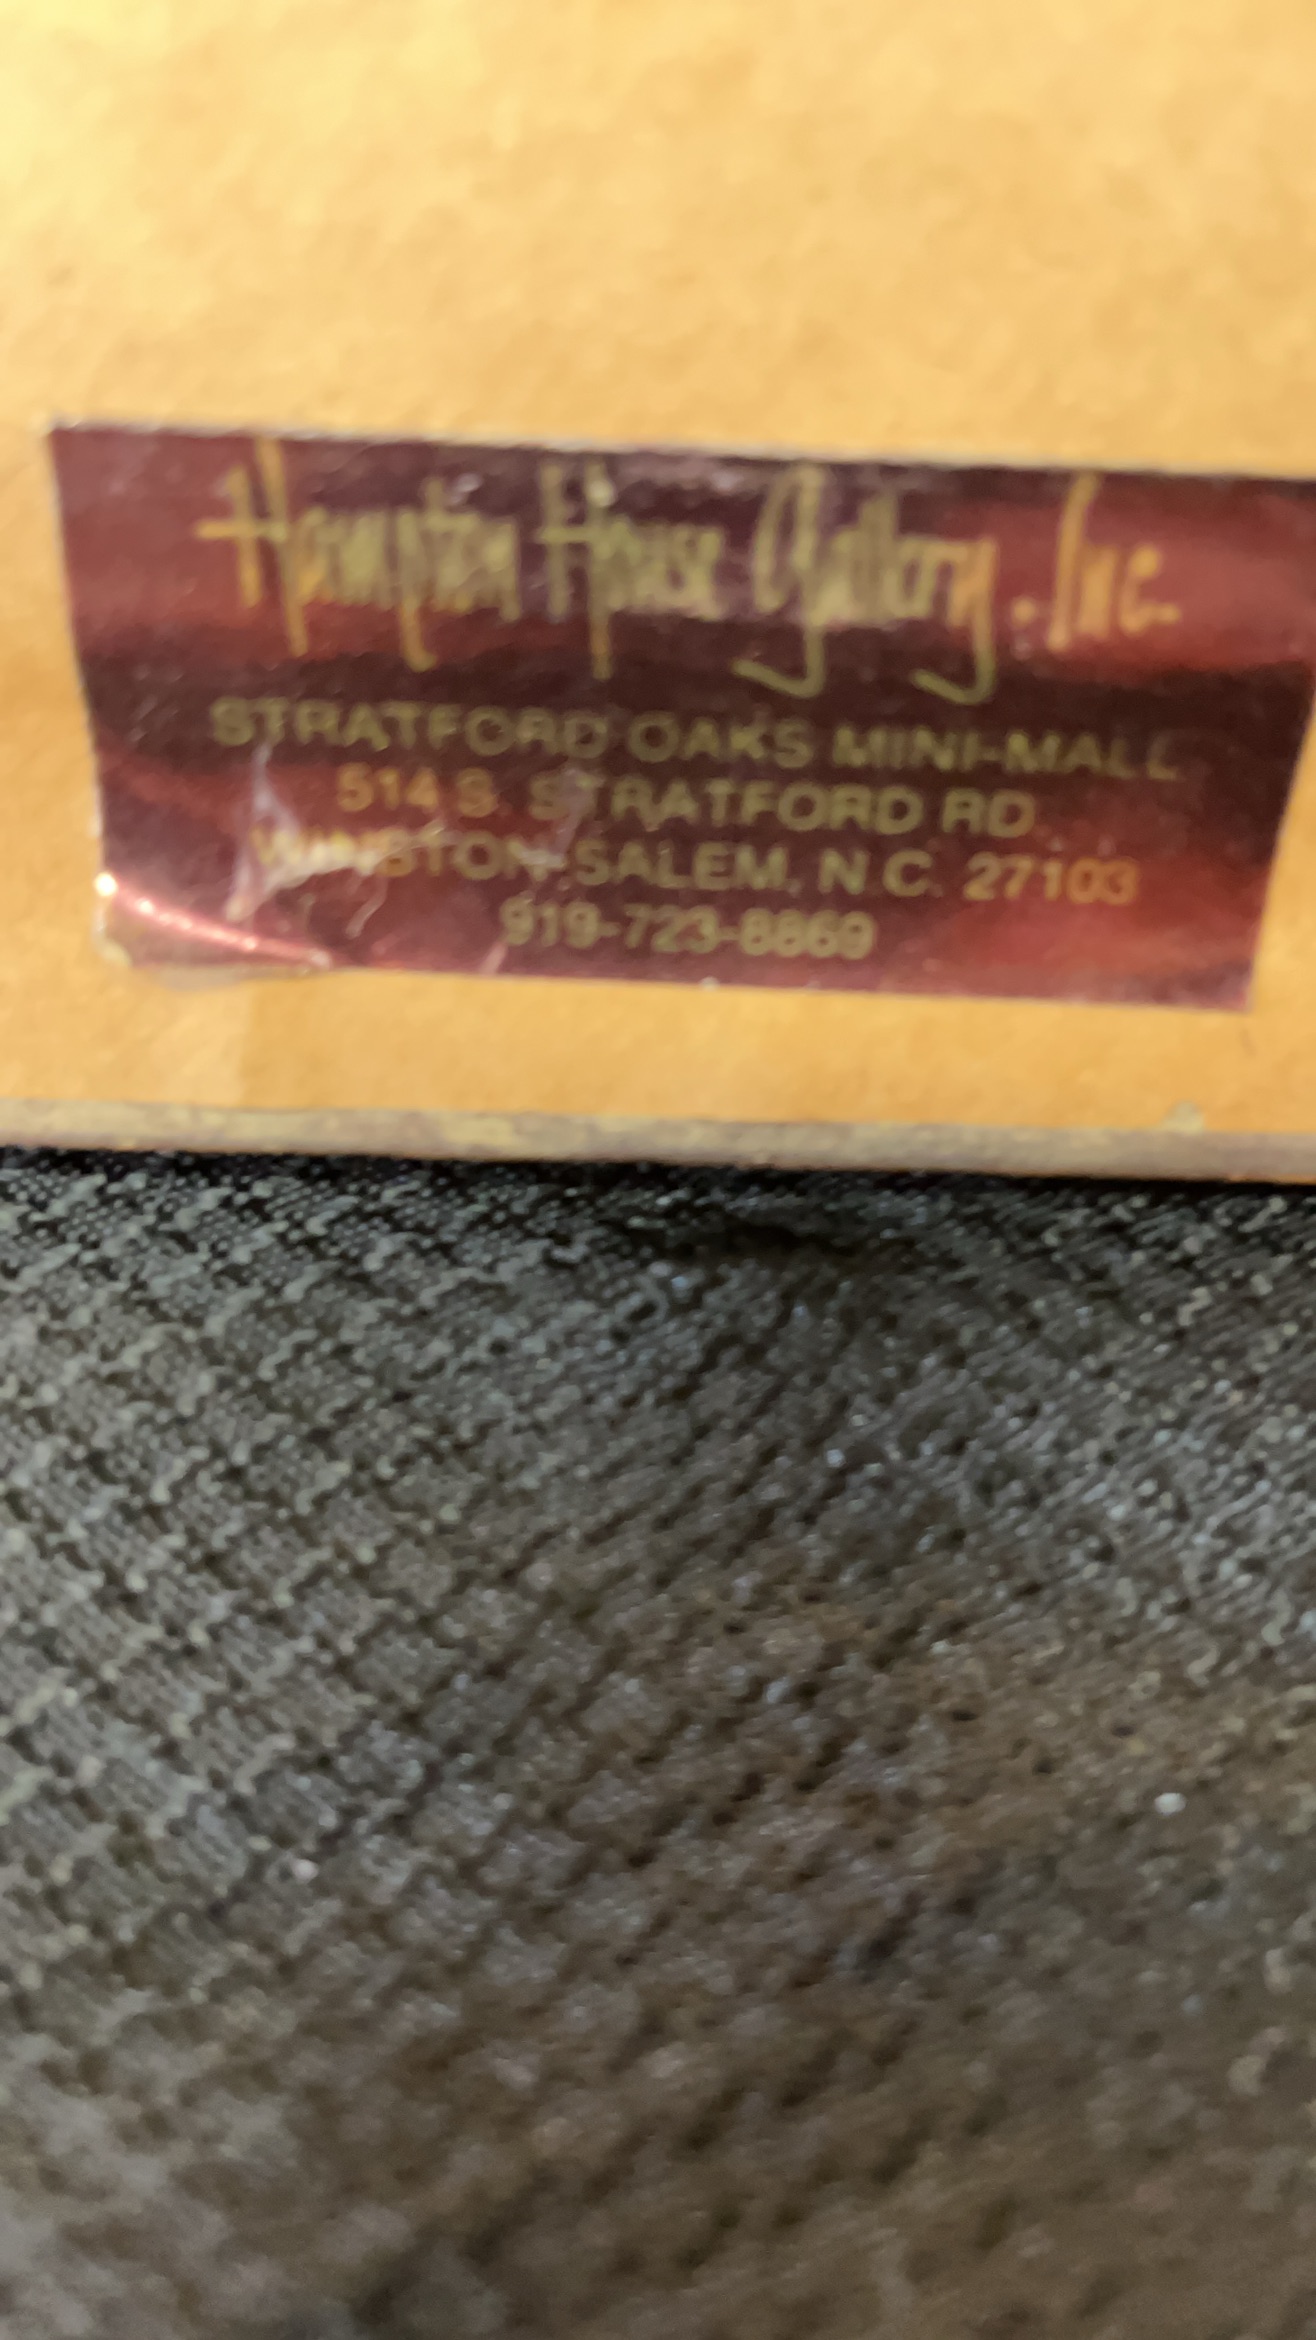 Hampton House Gallery, Inc.
STRATFORD OAKS MINI-MALL
514 S. STRATFORD RD.
WINSTON-SALEM, N.C. 27103
919-723-8869